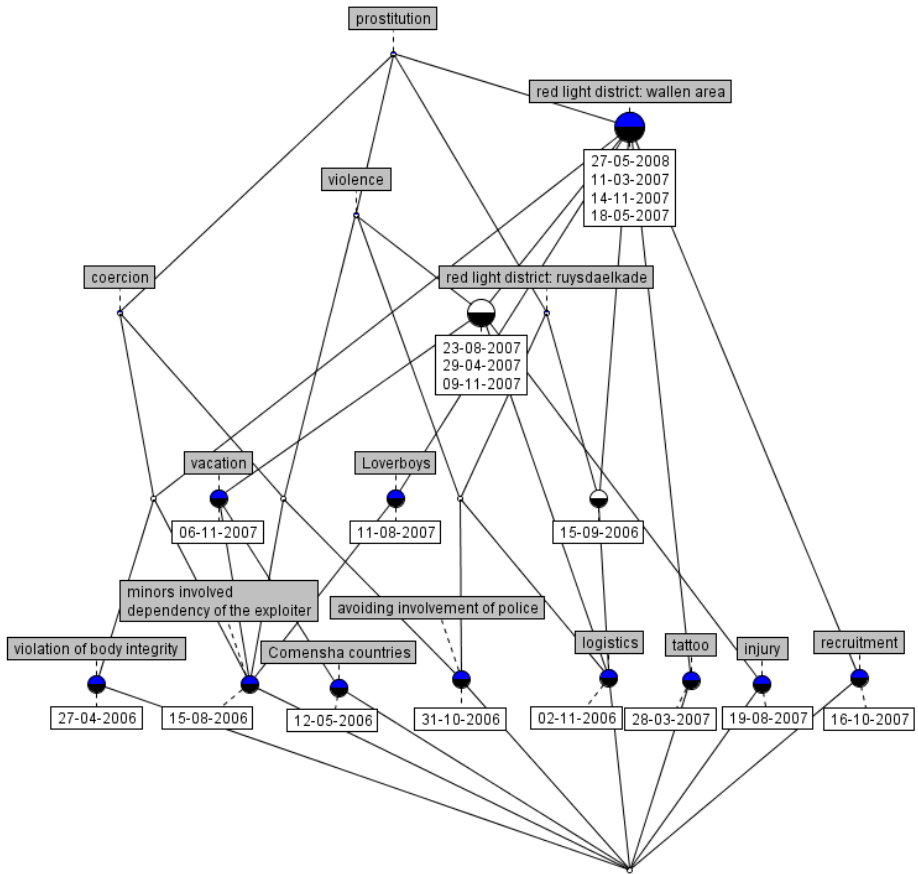 prostitution
red light district: wallen area
27-05-2008
11-03-2007
14-11-2007
18-05-2007
violence
coercion
red light district: ruysdaelkade
23-08-2007
29-04-2007
09-11-2007
vacation
Loverboys
06-11-2007
11-08-2007
15-09-2006
minors involved
dependency of the exploiter
avoiding involvement of police
violation of body integrity
Comensha countries
logistics
tattoo
injury
recruitment
27-04-2006
15-08-2006
12-05-2006
31-10-2006
02-11-2006
28-03-2007
19-08-2007
16-10-2007